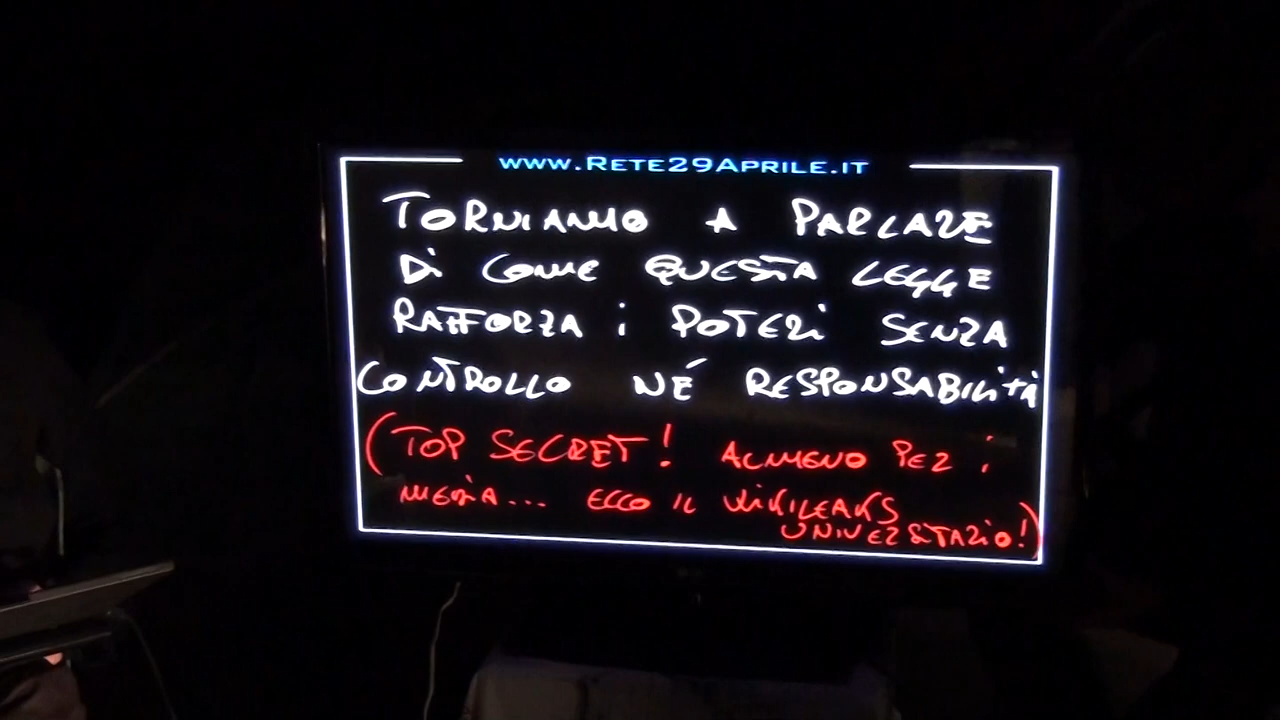 www.Rete29Aprile.it
TORNIAMO A PARLARE
Di COME QUESTA LEGGE
RAFFORZA i POTERi SENZA
CONTROLLO NÉ RESPONSABILiTà
(TOP SECRET! ALMENO PER i
MEDiA... ECCO IL WiKiLEAKS
UNIVERSITARIO!)